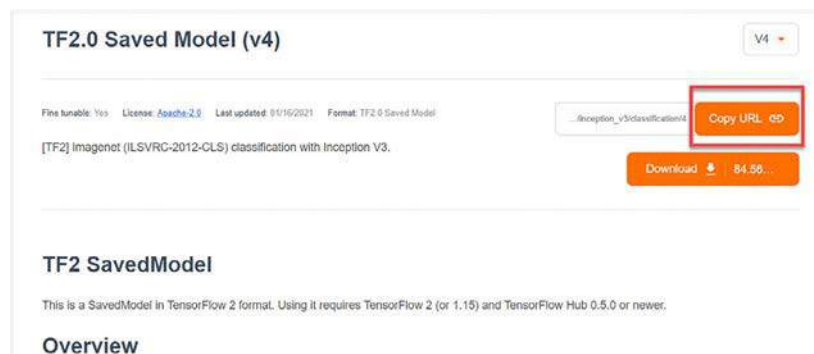 TF2.0 Saved Model (v4)
V4
Fine tunable: Yes License: Apache-2.0 Last updated: 01/16/2021 Format: TF2.0 Saved Model
.../inception_v3/classification/4
Copy URL
[TF2] Imagenet (ILSVRC-2012-CLS) classification with Inception V3.
Download 84.56...
TF2 SavedModel
This is a SavedModel in TensorFlow 2 format. Using it requires TensorFlow 2 (or 1.15) and TensorFlow Hub 0.5.0 or newer.
Overview